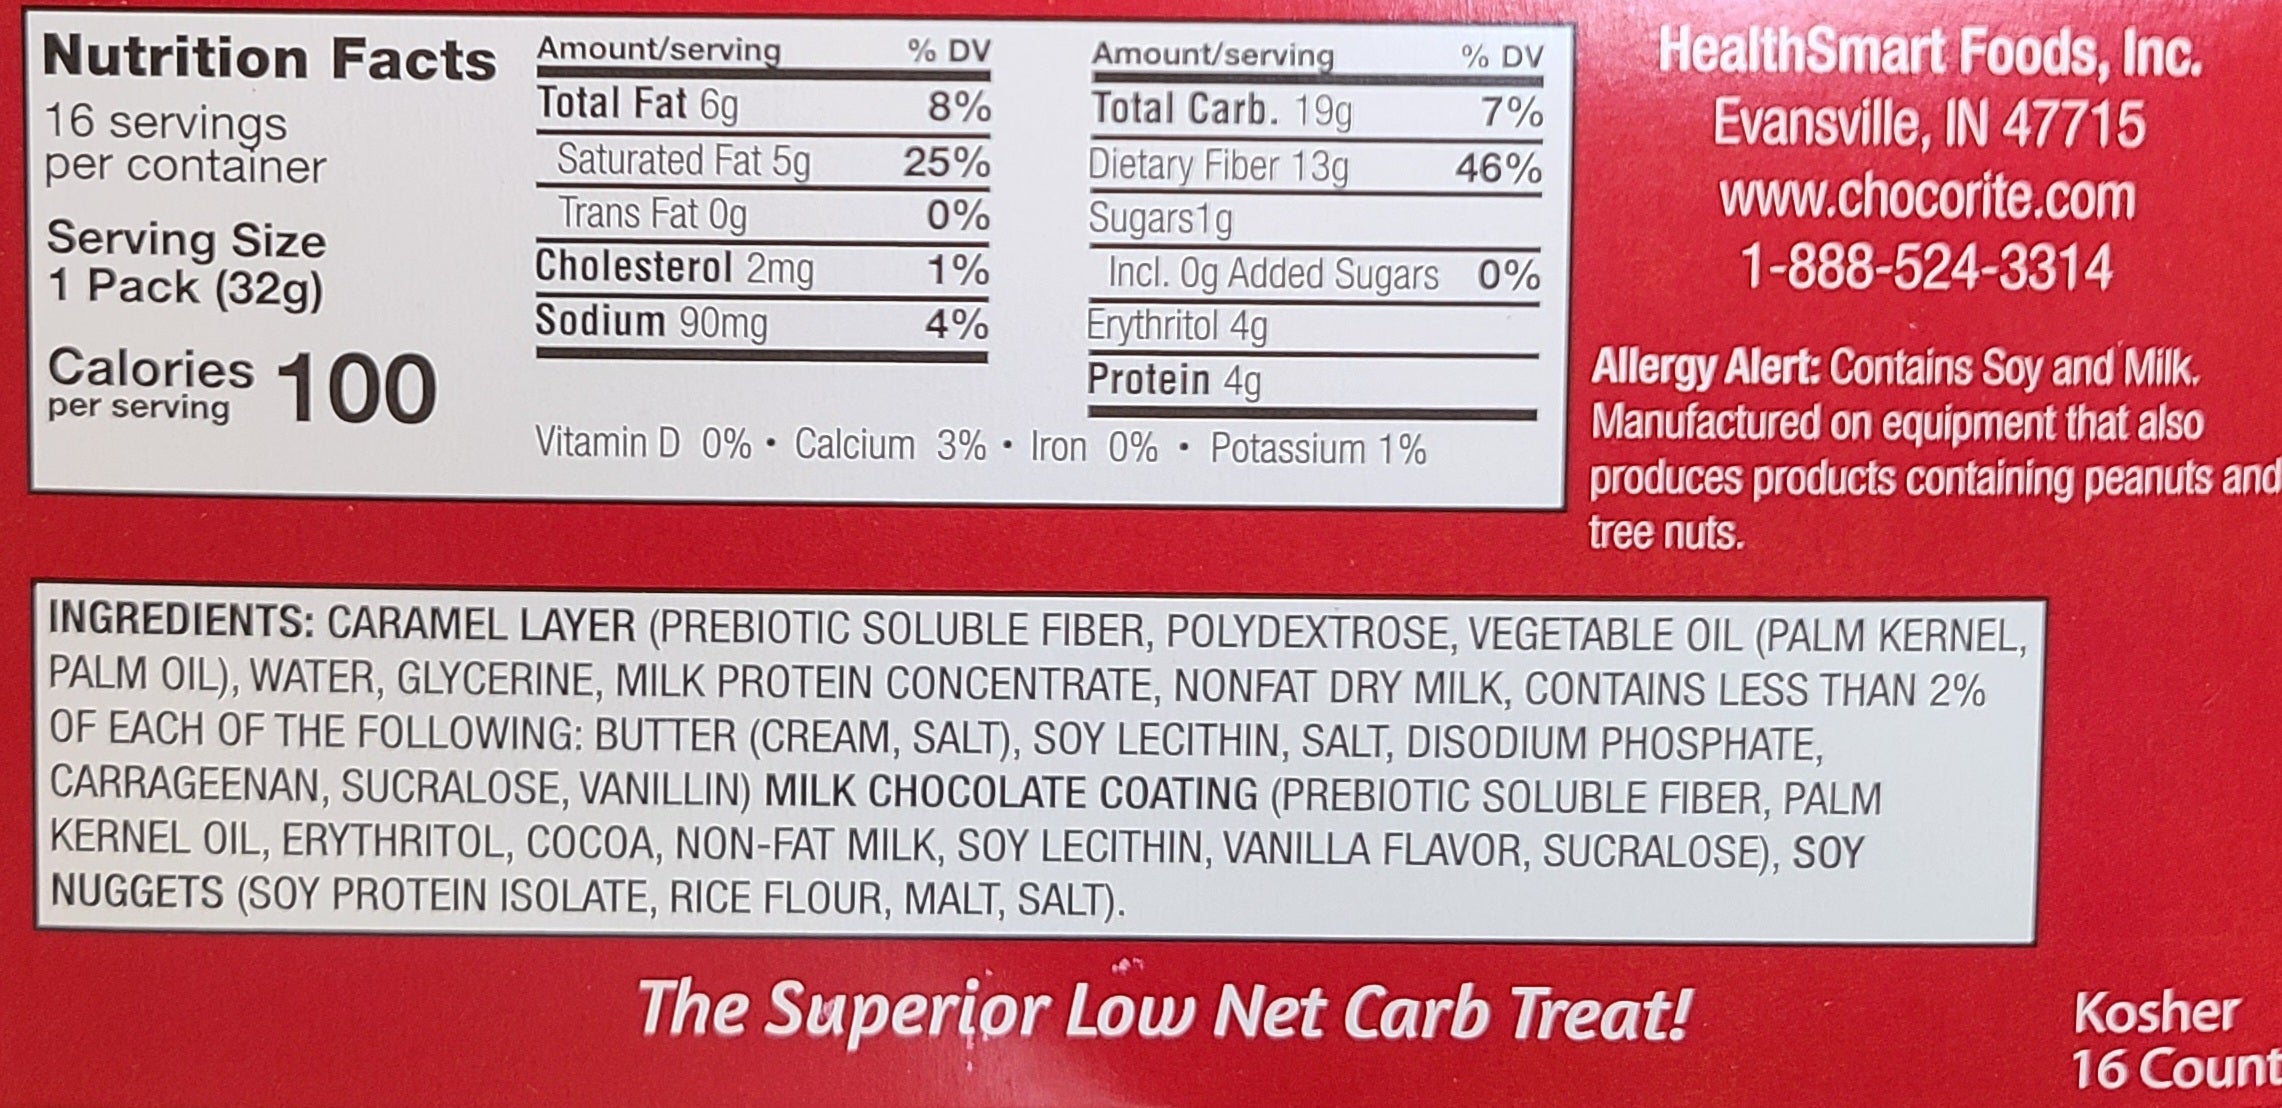 Nutrition Facts
16 servings
per container
Serving Size
1 Pack (32g)
Calories 100
per serving
Amount/serving % DV
Total Fat 6g 8%
Saturated Fat 5g 25%
Trans Fat 0g 0%
Cholesterol 2mg 1%
Sodium 90mg 4%
Amount/serving % DV
Total Carb. 19g 7%
Dietary Fiber 13g 46%
Sugars1g
Incl. 0g Added Sugars 0%
Erythritol 4g
Protein 4g
Vitamin D 0% • Calcium 3% • Iron 0% • Potassium 1%
HealthSmart Foods, Inc.
Evansville, IN 47715
www.chocorite.com
1-888-524-3314
Allergy Alert: Contains Soy and Milk.
Manufactured on equipment that also
produces products containing peanuts and
tree nuts.
INGREDIENTS: CARAMEL LAYER (PREBIOTIC SOLUBLE FIBER, POLYDEXTROSE, VEGETABLE OIL (PALM KERNEL,
PALM OIL), WATER, GLYCERINE, MILK PROTEIN CONCENTRATE, NONFAT DRY MILK, CONTAINS LESS THAN 2%
OF EACH OF THE FOLLOWING: BUTTER (CREAM, SALT), SOY LECITHIN, SALT, DISODIUM PHOSPHATE,
CARRAGEENAN, SUCRALOSE, VANILLIN) MILK CHOCOLATE COATING (PREBIOTIC SOLUBLE FIBER, PALM
KERNEL OIL, ERYTHRITOL, COCOA, NON-FAT MILK, SOY LECITHIN, VANILLA FLAVOR, SUCRALOSE), SOY
NUGGETS (SOY PROTEIN ISOLATE, RICE FLOUR, MALT, SALT).
The Superior Low Net Carb Treat!
Kosher
16 Count